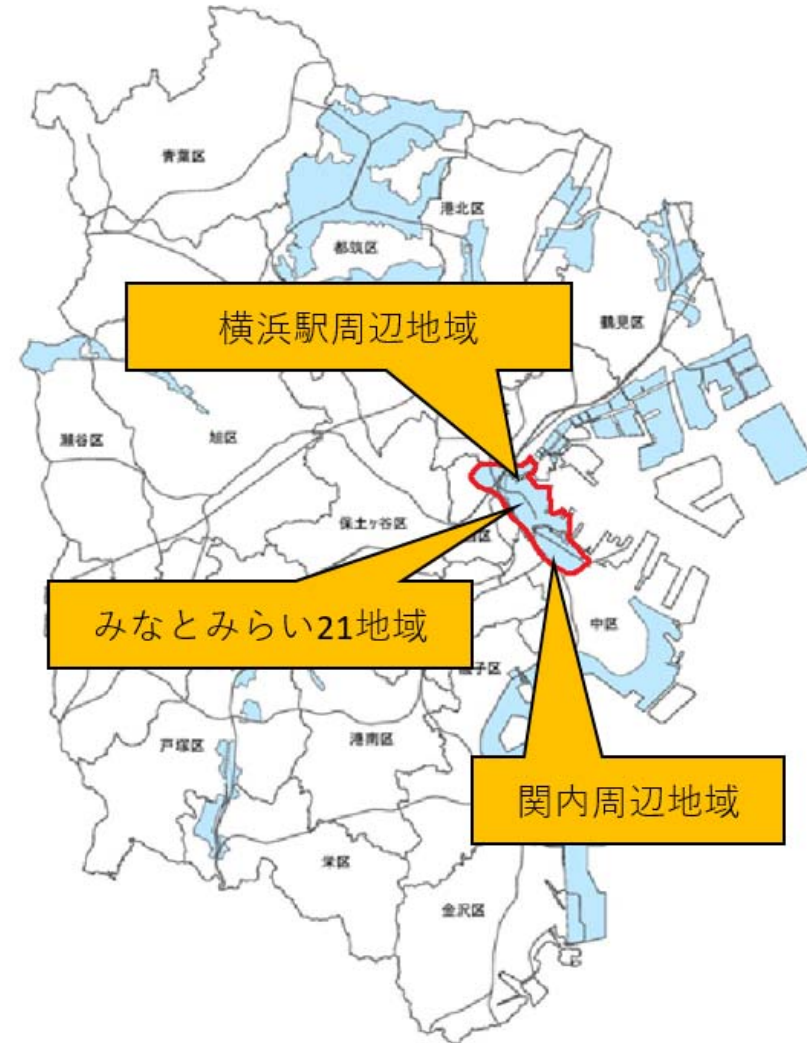 青葉区
港北区
都筑区
横浜駅周辺地域
鶴見区
瀬谷区
旭区
保土ヶ谷区
区
みなとみらい21地域
中区
子区
戸塚区
港南区
関内周辺地域
栄区
金沢区